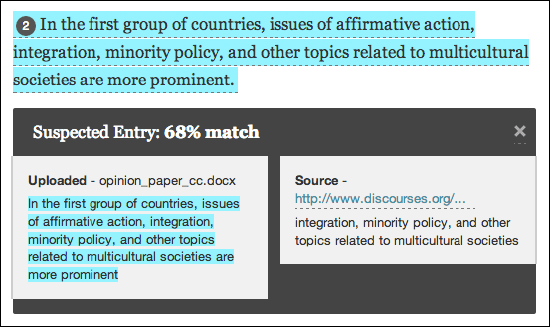 2 In the first group of countries, issues of affirmative action,
integration, minority policy, and other topics related to multicultural
societies are more prominent.
Suspected Entry: 68% match
×
Uploaded - opinion_paper_cc.docx
In the first group of countries, issues
of affirmative action, integration,
minority policy, and other topics
related to multicultural societies are
more prominent
Source -
http://www.discourses.org/...
integration, minority policy, and other
topics related to multicultural societies